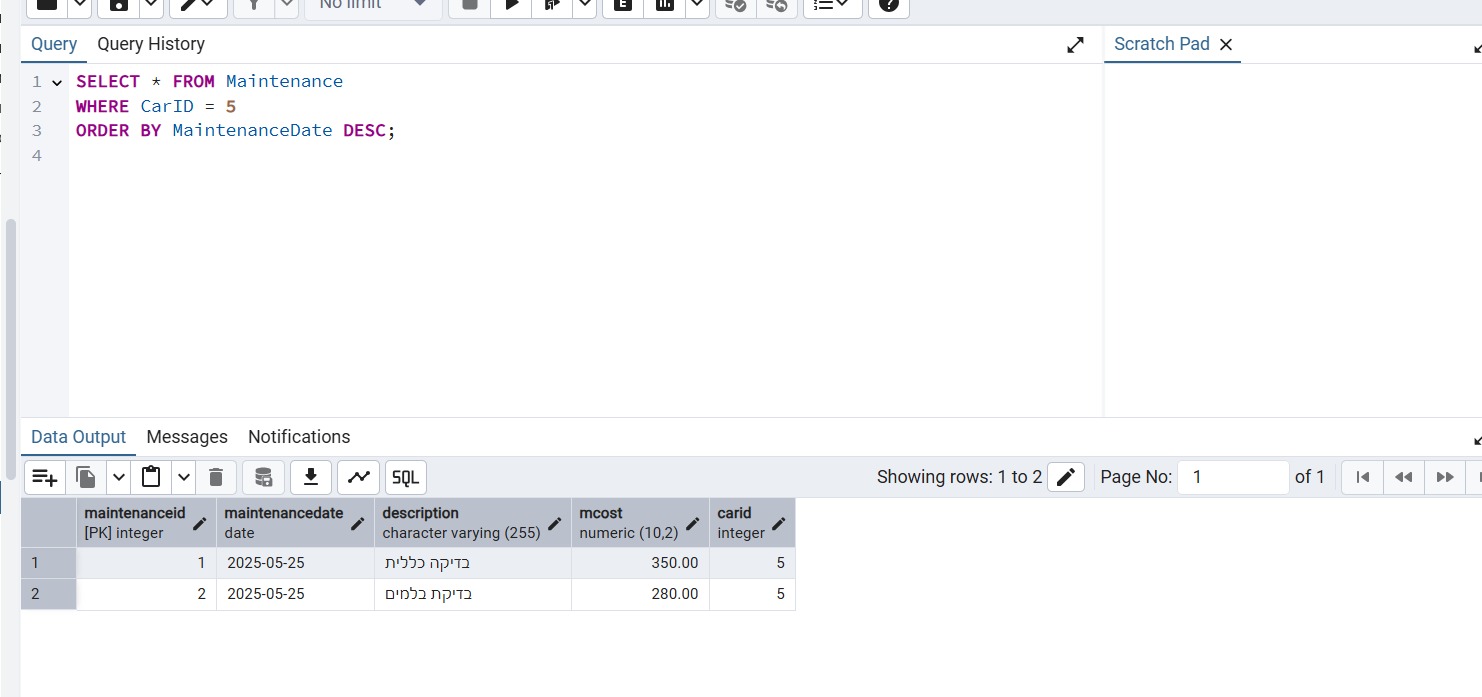 No limit
Query Query History Scratch Pad
1 SELECT * FROM Maintenance
2 WHERE CarID = 5
3 ORDER BY MaintenanceDate DESC;
4
Data Output Messages Notifications
SQL Showing rows: 1 to 2 Page No: 1 of 1
maintenanceid maintenancedate description mcost carid
[PK] integer date character varying (255) numeric (10,2) integer
1 1 2025-05-25 בדיקה כללית 350.00 5
2 2 2025-05-25 בדיקת בלמים 280.00 5